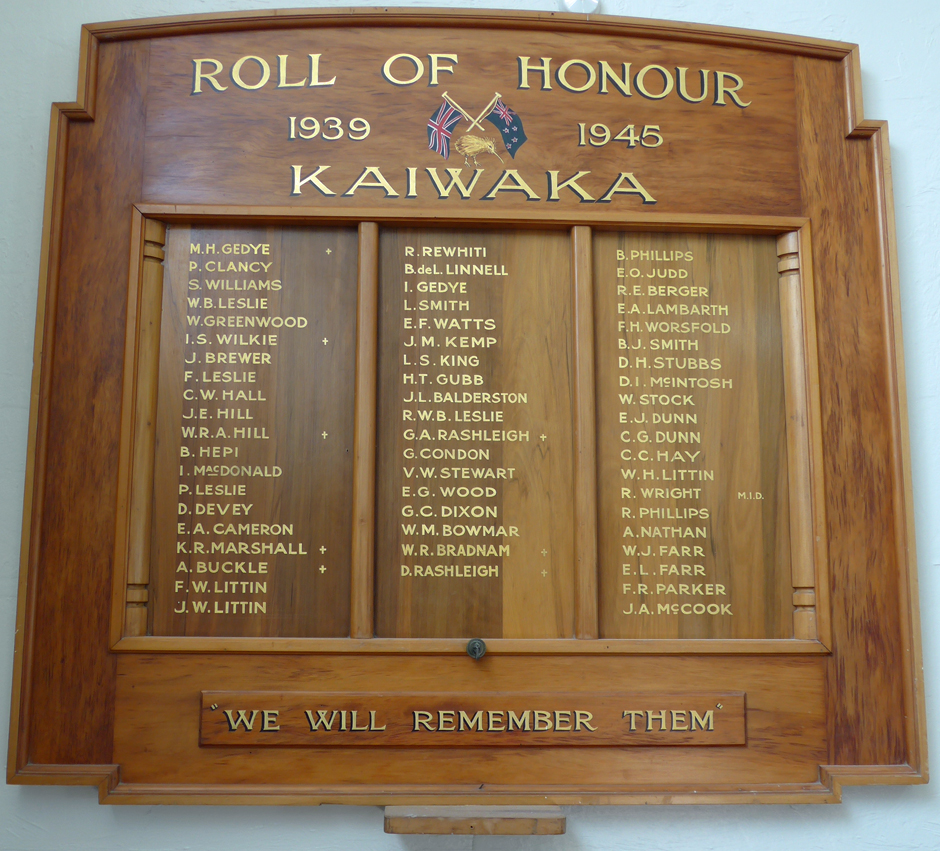 ROLL OF HONOUR
1939 1945
KAIWAKA
M.H. GEDYE +
P. CLANCY
S. WILLIAMS
W.B. LESLIE
W. GREENWOOD
I.S. WILKIE +
J. BREWER
F. LESLIE
C.W. HALL
J.E. HILL
W.R.A. HILL +
B. HEPI
I. MACDONALD
P. LESLIE
D. DEVEY
E.A. CAMERON
K.R. MARSHALL +
A. BUCKLE +
F.W. LITTIN
J.W. LITTIN
R. REWHITI
B.deL. LINNELL
I. GEDYE
L. SMITH
E.F. WATTS
J.M. KEMP
L.S. KING
H.T. GUBB
J.L. BALDERSTON
R.W.B. LESLIE
G.A. RASHLEIGH +
G. CONDON
V.W. STEWART
E.G. WOOD
G.C. DIXON
W.M. BOWMAR
W.R. BRADNAM +
D. RASHLEIGH +
B. PHILLIPS
E.O. JUDD
R.E. BERGER
E.A. LAMBARTH
F.H. WORSFOLD
B.J. SMITH
D.H. STUBBS
D.I. McINTOSH
W. STOCK
E.J. DUNN
C.G. DUNN
C.C. HAY
W.H. LITTIN
R. WRIGHT M.I.D.
R. PHILLIPS
A. NATHAN
W.J. FARR
E.L. FARR
F.R. PARKER
J.A. McCOOK
"WE WILL REMEMBER THEM"